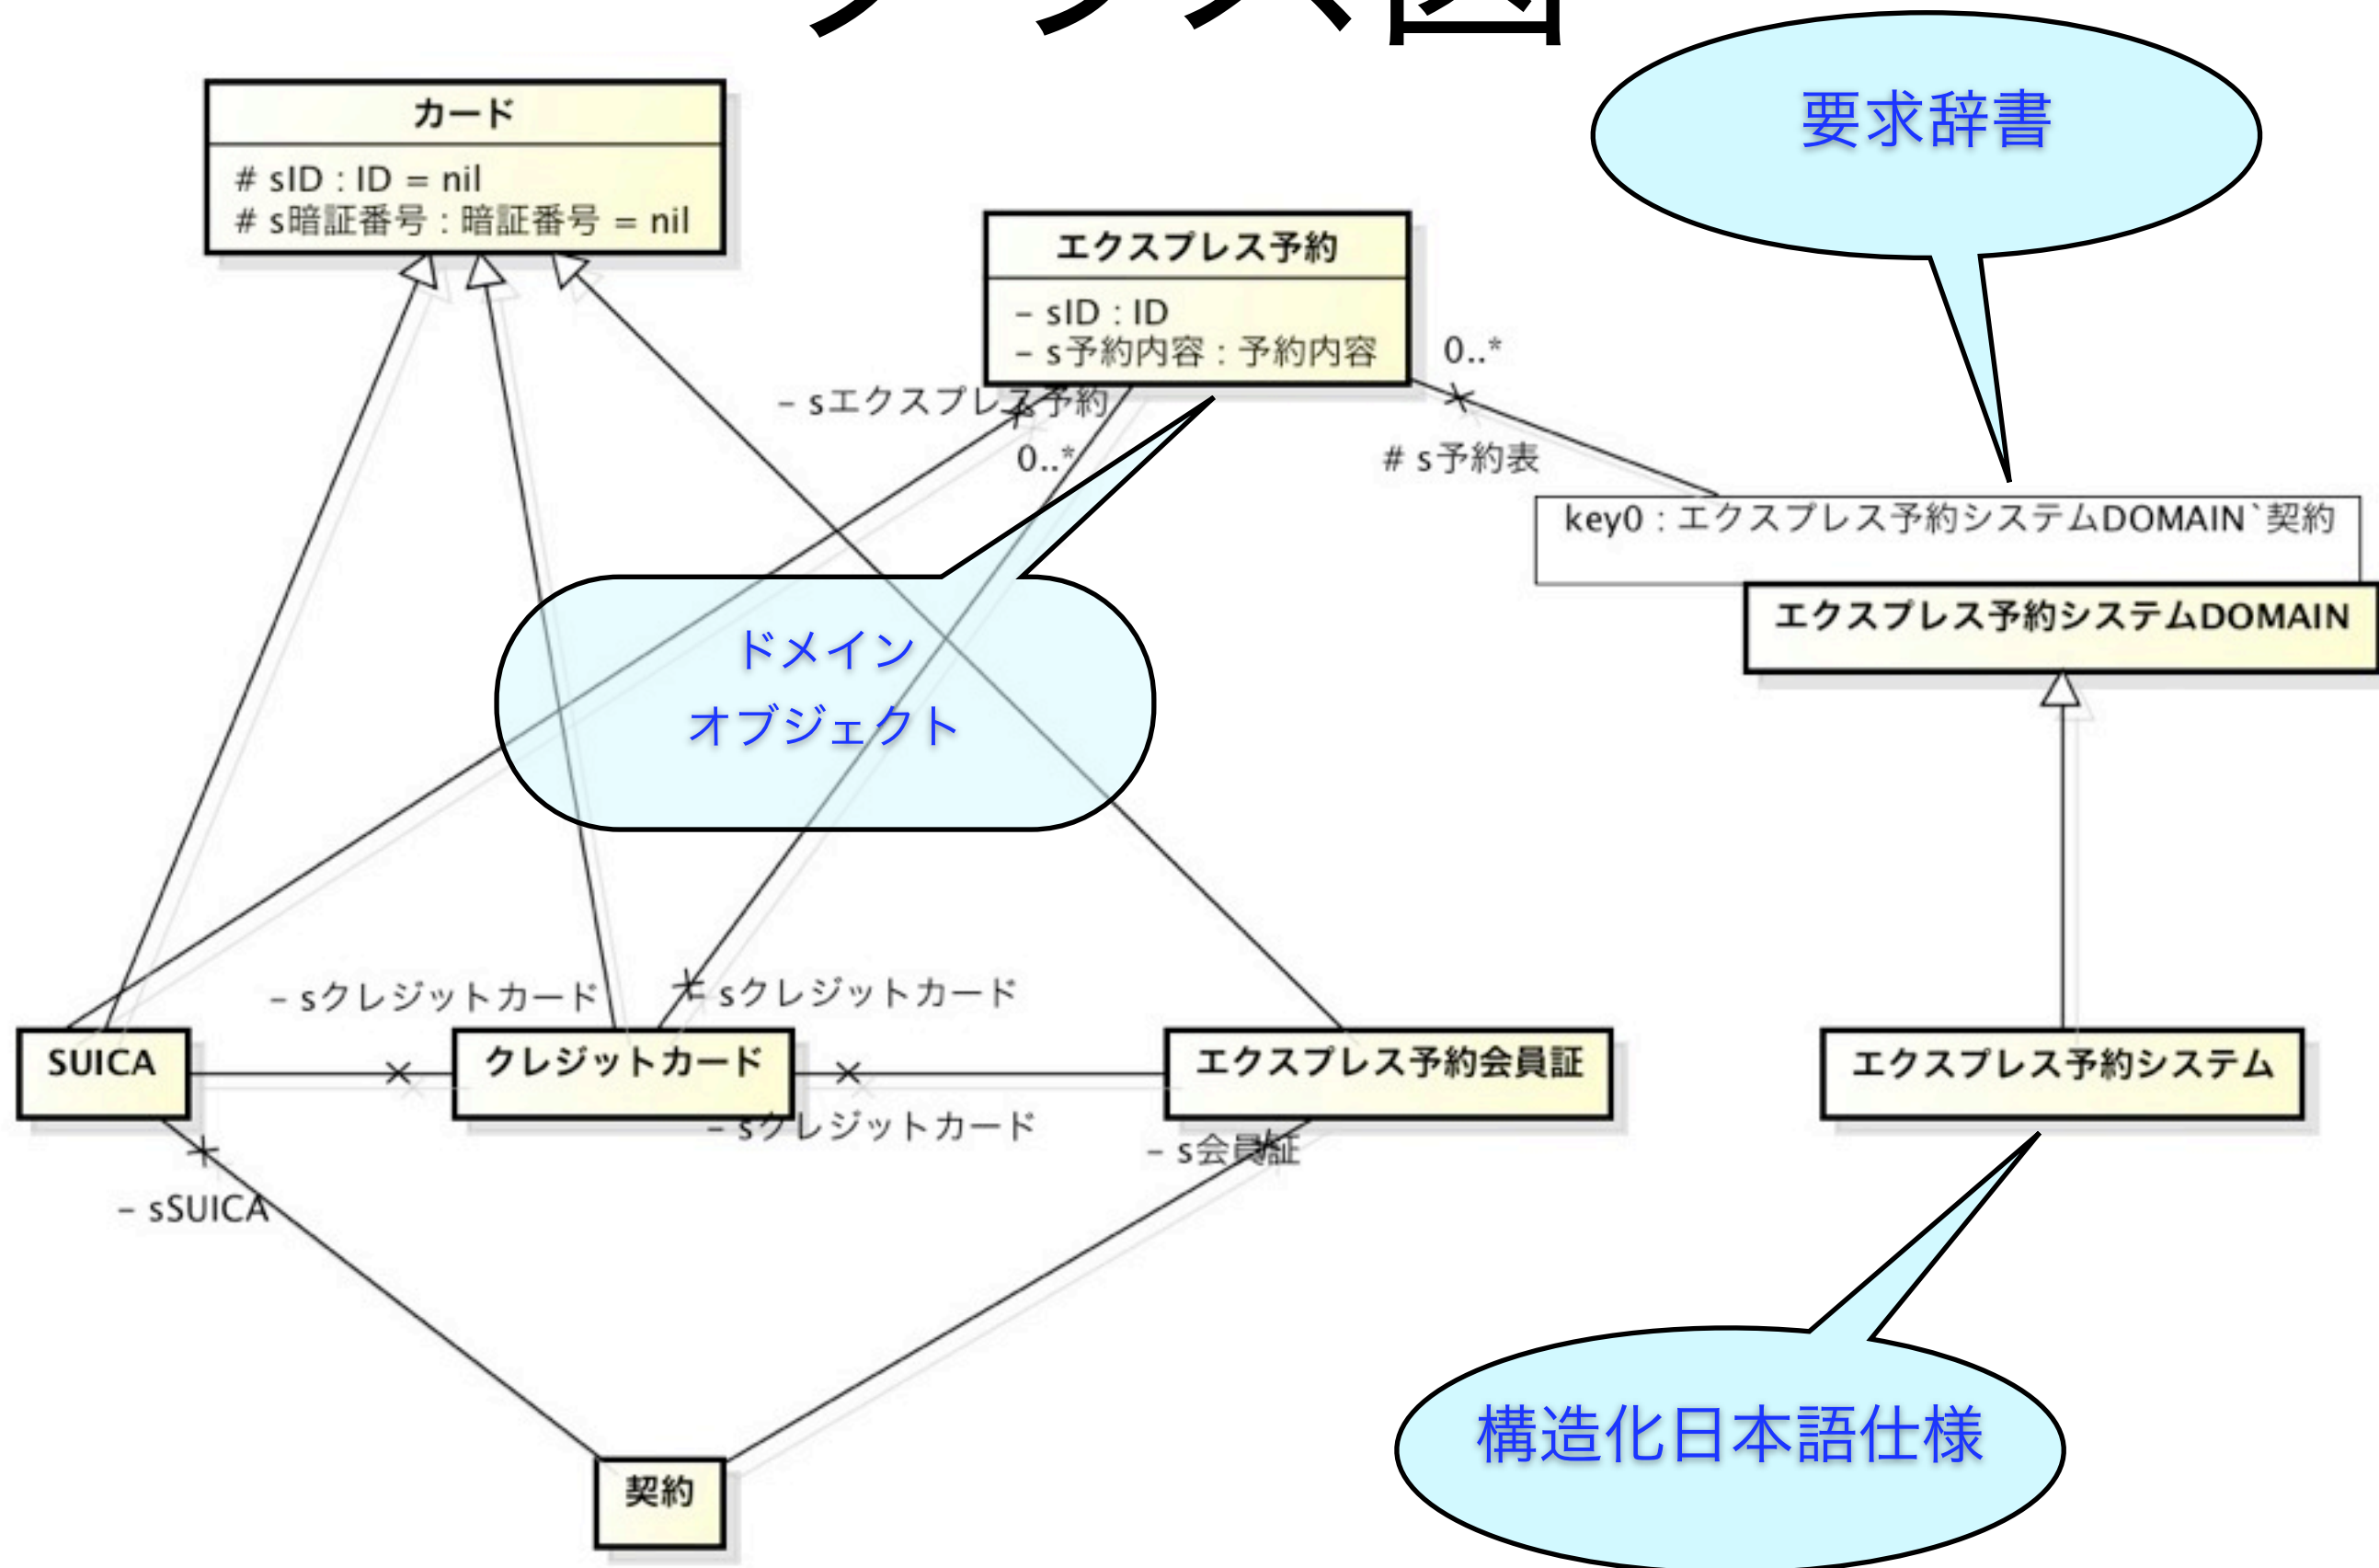 クラス図
カード
# sID : ID = nil
# s暗証番号 : 暗証番号 = nil
要求辞書
エクスプレス予約
- sID : ID
- s予約内容 : 予約内容
0..*
- sエクスプレス予約
0..*
# s予約表
key0 : エクスプレス予約システムDOMAIN`契約
エクスプレス予約システムDOMAIN
ドメイン
オブジェクト
- sクレジットカード
- sクレジットカード
SUICA
クレジットカード
エクスプレス予約会員証
エクスプレス予約システム
- sクレジットカード
- s会員証
- sSUICA
構造化日本語仕様
契約